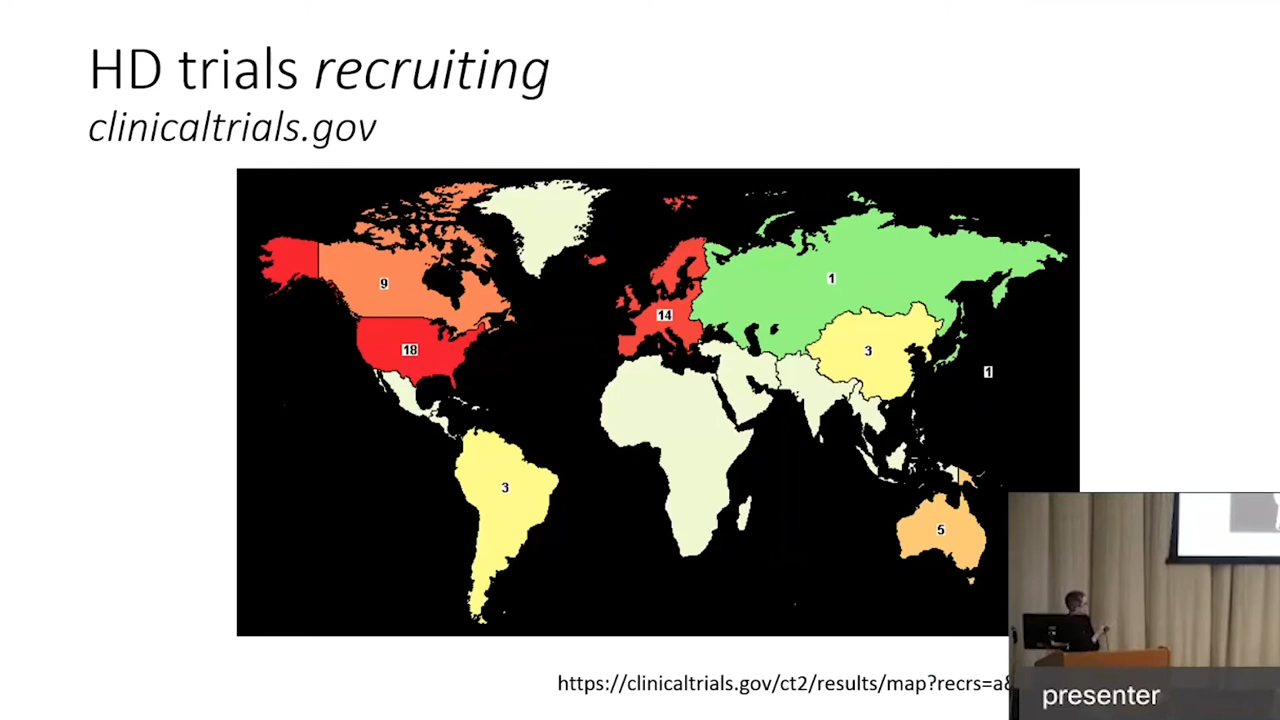 HD trials recruiting
clinicaltrials.gov
9
18
14
1
3
1
3
5
https://clinicaltrials.gov/ct2/results/map?recrs=a&
presenter